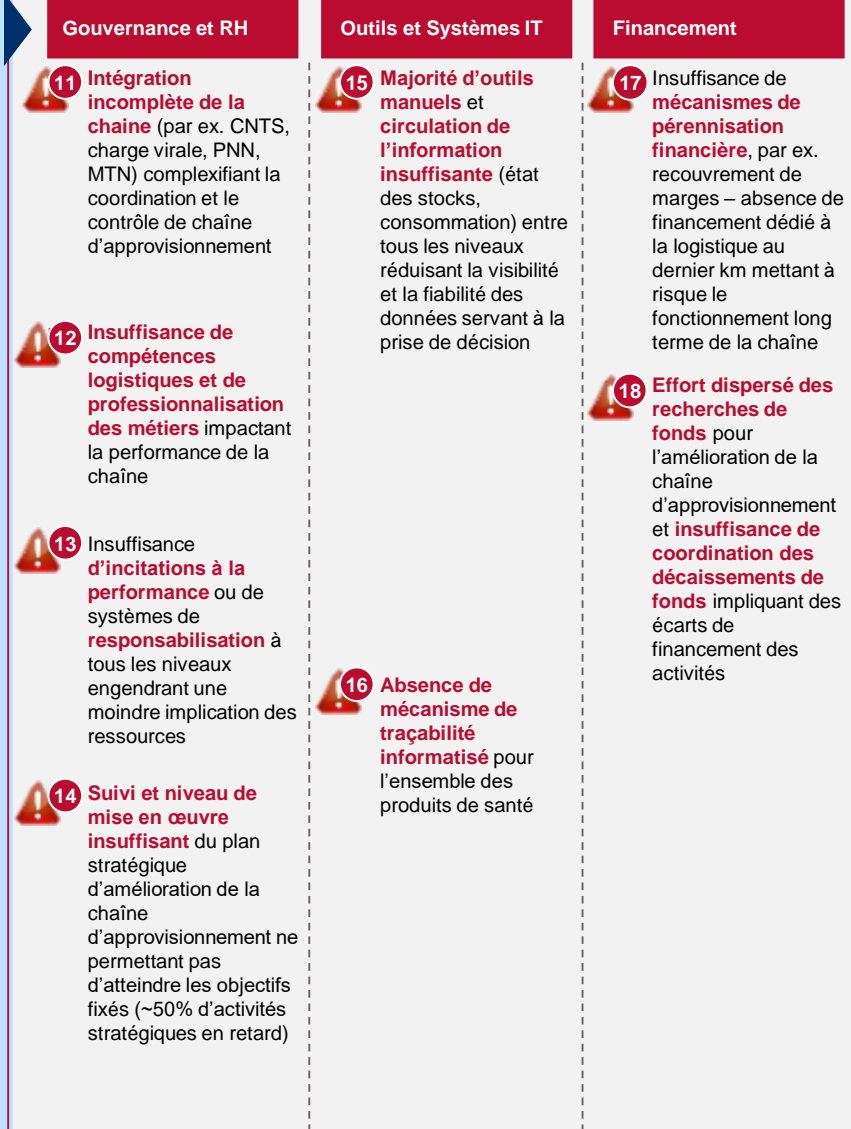 Gouvernance et RH
11
Intégration
incomplète de la
chaine (par ex. CNTS,
charge virale, PNN,
MTN) complexifiant la
coordination et le
contrôle de chaîne
d’approvisionnement
12
Insuffisance de
compétences
logistiques et de
professionnalisation
des métiers impactant
la performance de la
chaîne
13
Insuffisance
d’incitations à la
performance ou de
systèmes de
responsabilisation à
tous les niveaux
engendrant une
moindre implication des
ressources
14
Suivi et niveau de
mise en œuvre
insuffisant du plan
stratégique
d’amélioration de la
chaîne
d’approvisionnement ne
permettant pas
d’atteindre les objectifs
fixés (~50% d’activités
stratégiques en retard)
Outils et Systèmes IT
15
Majorité d’outils
manuels et
circulation de
l’information
insuffisante (état
des stocks,
consommation) entre
tous les niveaux
réduisant la visibilité
et la fiabilité des
données servant à la
prise de décision
16
Absence de
mécanisme de
traçabilité
informatisé pour
l’ensemble des
produits de santé
Financement
17
Insuffisance de
mécanismes de
pérennisation
financière, par ex.
recouvrement de
marges – absence de
financement dédié à
la logistique au
dernier km mettant à
risque le
fonctionnement long
terme de la chaîne
18
Effort dispersé des
recherches de
fonds pour
l’amélioration de la
chaîne
d’approvisionnement
et insuffisance de
coordination des
décaissements de
fonds impliquant des
écarts de
financement des
activités